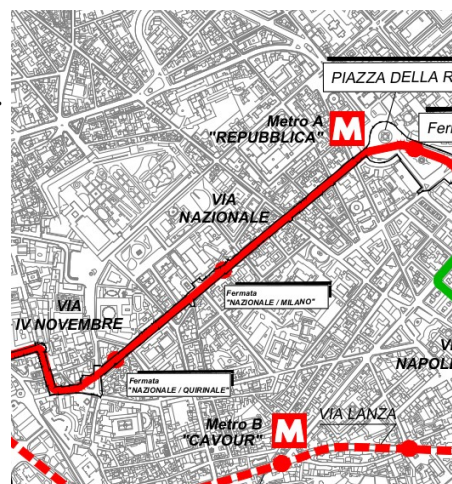 PIAZZA DELLA R
Metro A
"REPUBBLICA"
M
Fer
VIA
NAZIONALE
Fermata
"NAZIONALE / MILANO"
VIA
IV NOVEMBRE
VI
NAPOL
Fermata
"NAZIONALE / QUIRINALE"
Metro B
"CAVOUR"
M
VIA LANZA